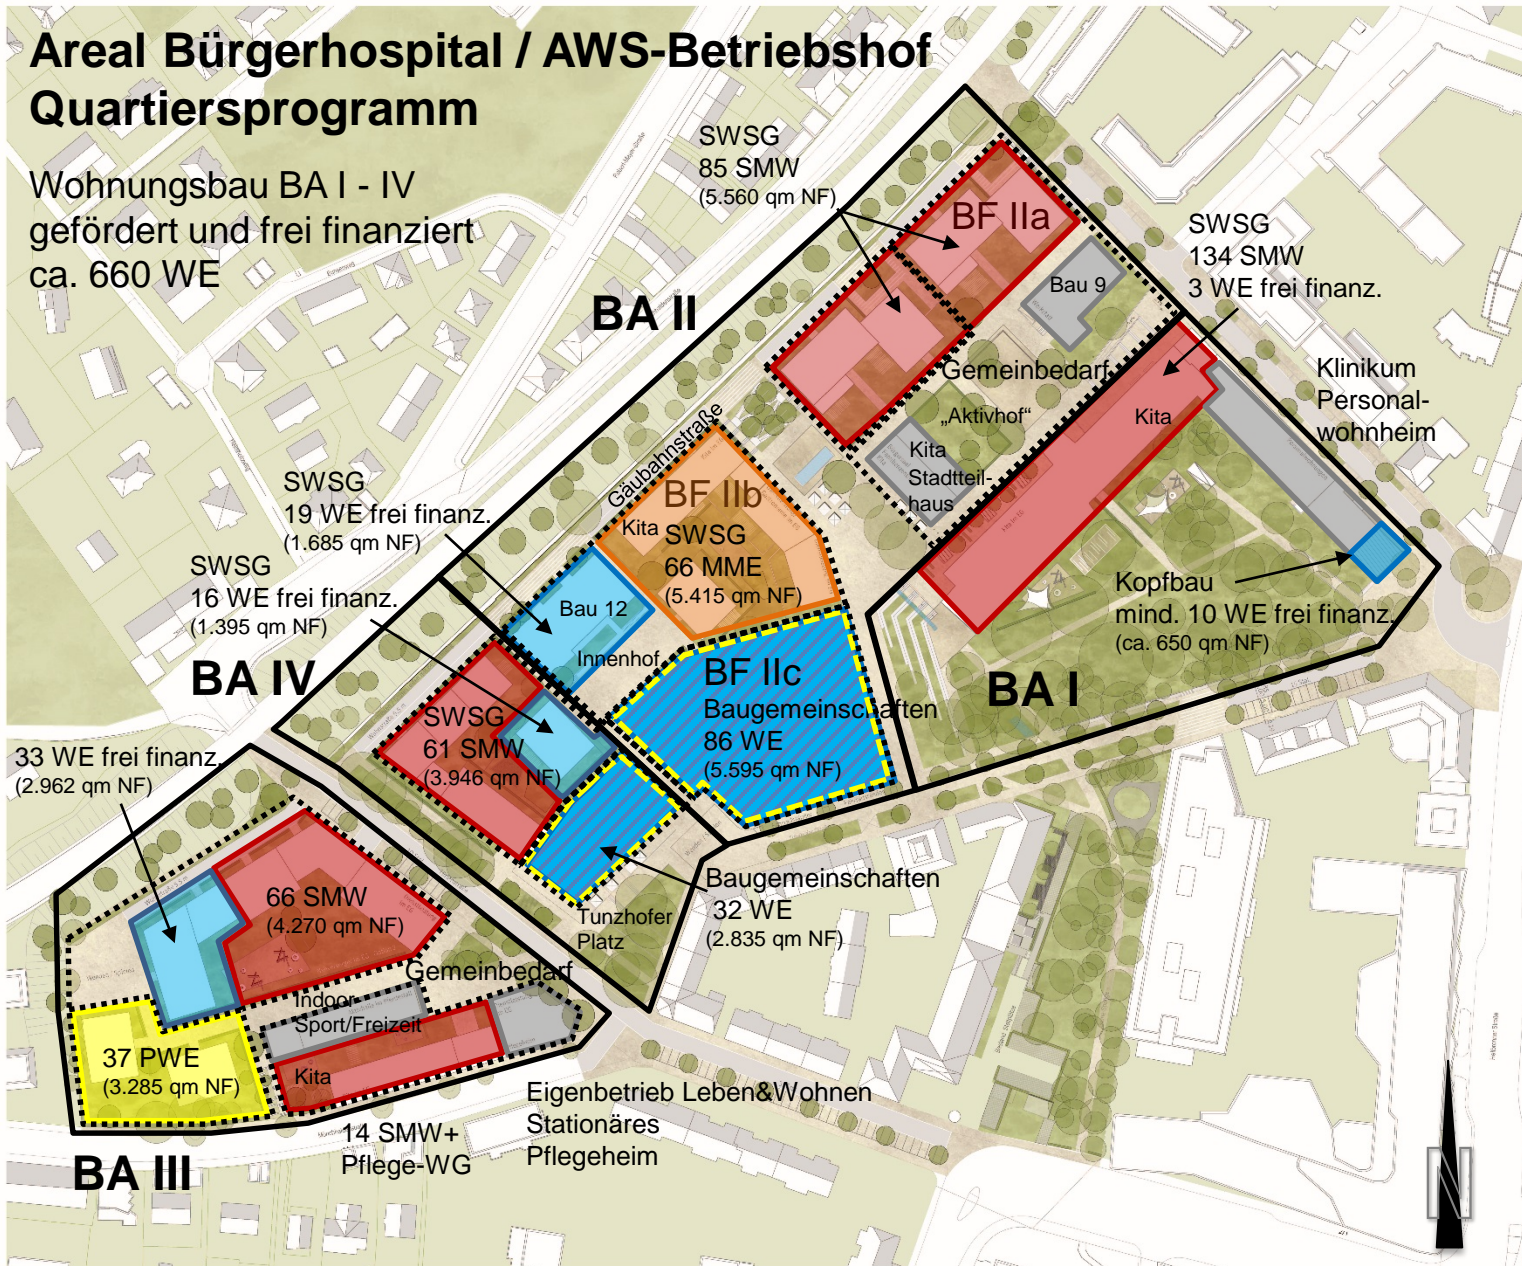 Areal Bürgerhospital / AWS-Betriebshof
Quartiersprogramm
Wohnungsbau BA I - IV
gefördert und frei finanziert
ca. 660 WE
SWSG
85 SMW
(5.560 qm NF)
BF IIa
SWSG
134 SMW
3 WE frei finanz.
Bau 9
BA II
Gemeinbedarf
„Aktivhof“
Kita
Klinikum
Personal-
wohnheim
Kita
Stadtteil-
haus
Gäubahnstraße
SWSG
19 WE frei finanz.
(1.685 qm NF)
BF IIb
Kita
SWSG
66 MME
(5.415 qm NF)
SWSG
16 WE frei finanz.
(1.395 qm NF)
Bau 12
Innenhof
Kopfbau
mind. 10 WE frei finanz.
(ca. 650 qm NF)
BA IV
BF IIc
Baugemeinschaften
86 WE
(5.595 qm NF)
BA I
SWSG
61 SMW
(3.946 qm NF)
33 WE frei finanz.
(2.962 qm NF)
66 SMW
(4.270 qm NF)
Baugemeinschaften
32 WE
(2.835 qm NF)
Tunzhofer
Platz
Gemeinbedarf
Indoor-
Sport/Freizeit
37 PWE
(3.285 qm NF)
Kita
Eigenbetrieb Leben&Wohnen
Stationäres
Pflegeheim
14 SMW+
Pflege-WG
BA III
N